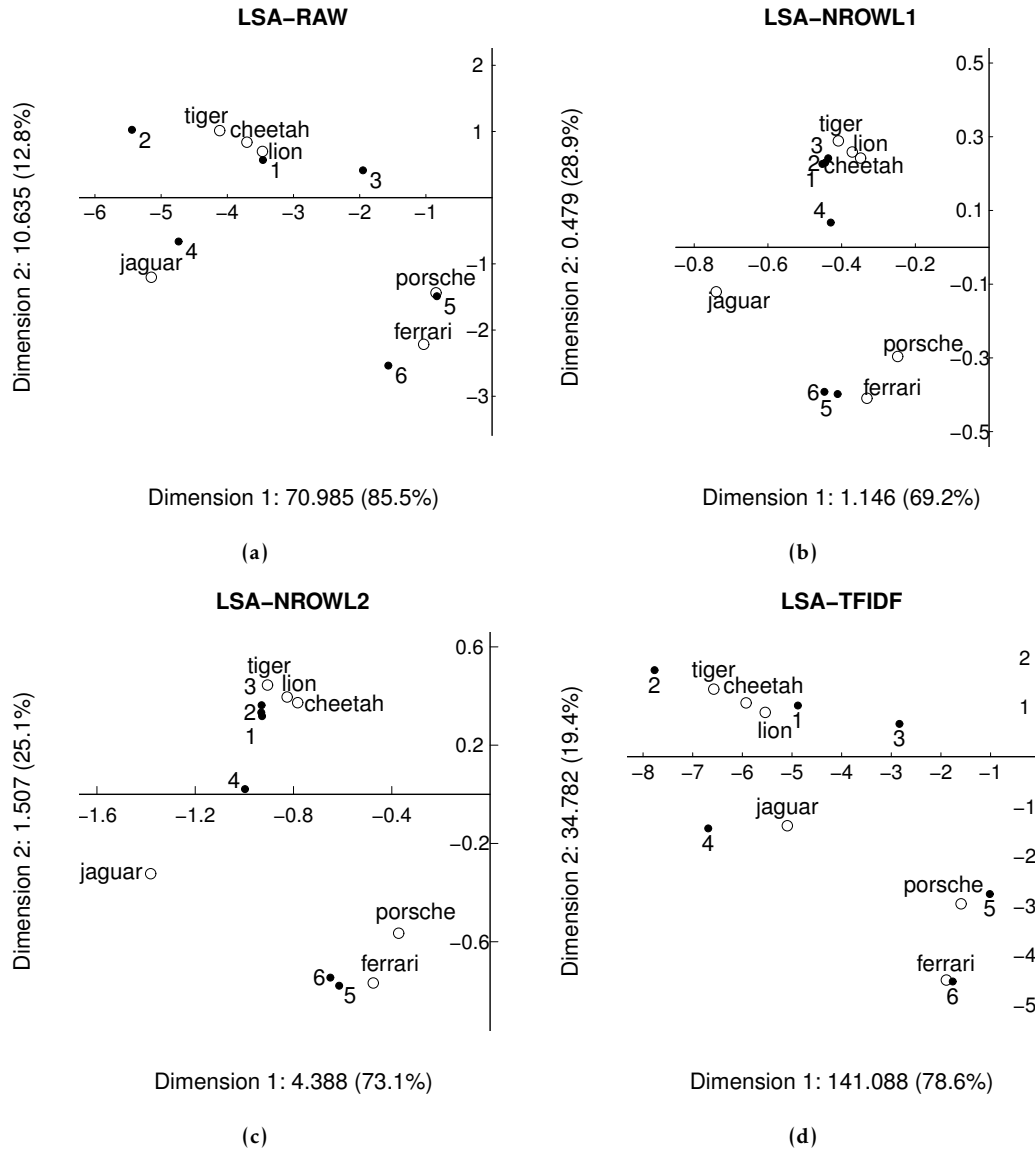 LSA−RAW
Dimension 2: 10.635 (12.8%)
2
1
−1
−2
−3
−6 −5 −4 −3 −2 −1
tiger
cheetah
lion
jaguar
porsche
ferrari
1
2
3
4
5
6
Dimension 1: 70.985 (85.5%)
(a)
LSA−NROWL1
Dimension 2: 0.479 (28.9%)
0.5
0.3
0.1
−0.1
−0.3
−0.5
−0.8 −0.6 −0.4 −0.2
tiger
lion
cheetah
jaguar
porsche
ferrari
3
2
1
4
6
5
Dimension 1: 1.146 (69.2%)
(b)
LSA−NROWL2
Dimension 2: 1.507 (25.1%)
0.6
0.2
−0.2
−0.6
−1.6 −1.2 −0.8 −0.4
tiger
lion
cheetah
jaguar
porsche
ferrari
3
2
1
4
6
5
Dimension 1: 4.388 (73.1%)
(c)
LSA−TFIDF
Dimension 2: 34.782 (19.4%)
2
1
−1
−2
−3
−4
−5
−8 −7 −6 −5 −4 −3 −2 −1
tiger
cheetah
lion
jaguar
porsche
ferrari
2
1
3
4
5
6
Dimension 1: 141.088 (78.6%)
(d)